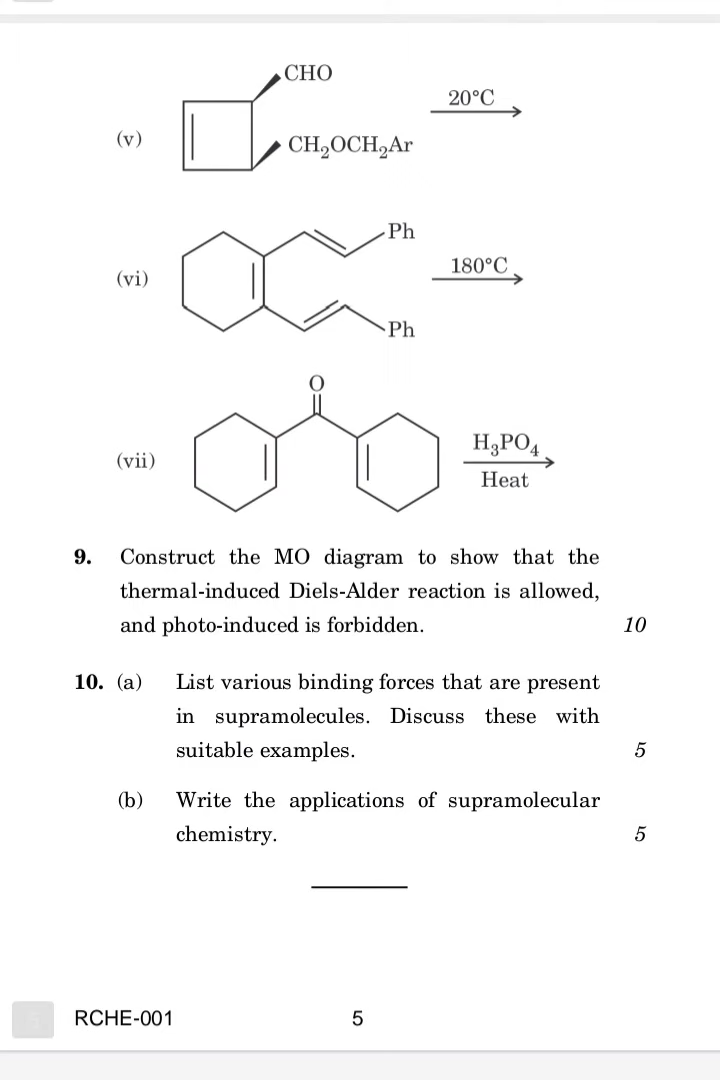 CHO
20°C
(v)
CH₂OCH₂Ar
Ph
(vi)
180°C
Ph
O
(vii)
H₃PO₄
Heat
9. Construct the MO diagram to show that the
thermal-induced Diels-Alder reaction is allowed,
and photo-induced is forbidden. 10
10. (a) List various binding forces that are present
in supramolecules. Discuss these with
suitable examples. 5
(b) Write the applications of supramolecular
chemistry. 5
RCHE-001 5